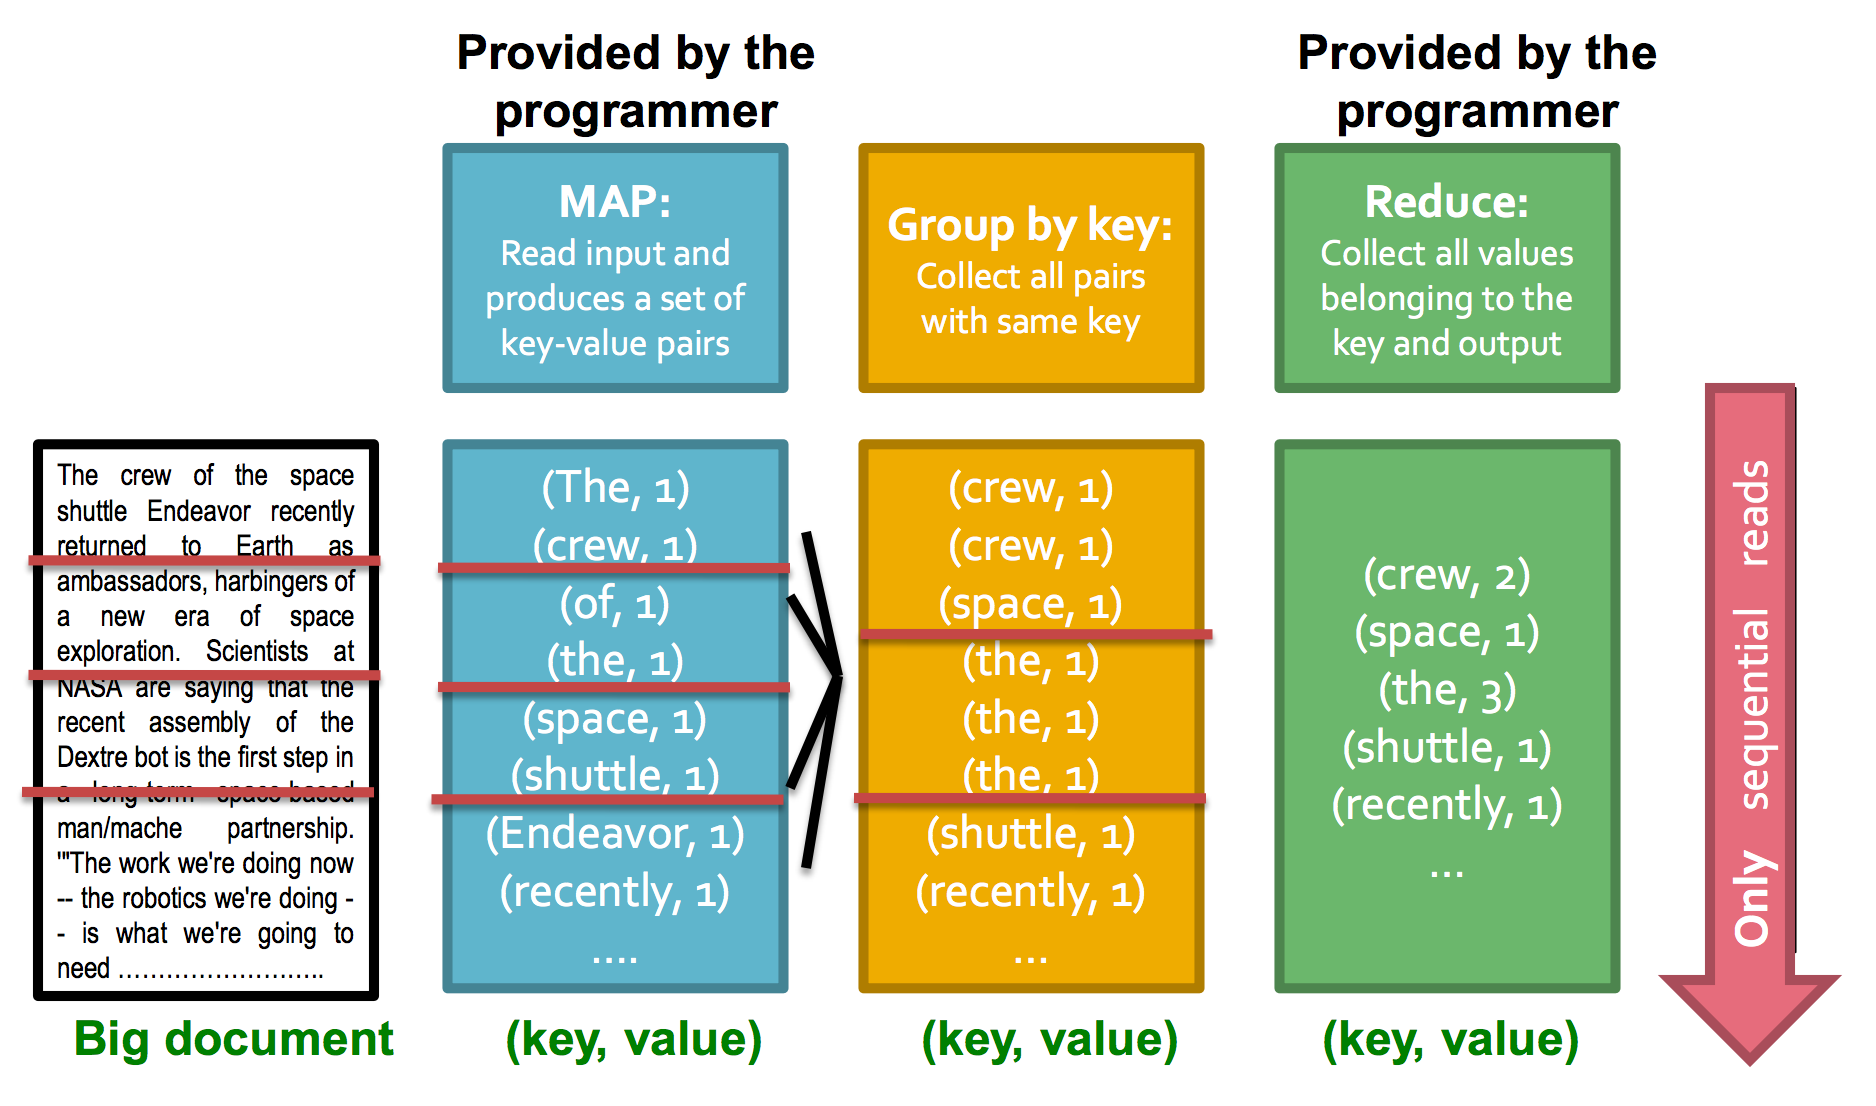 Provided by the
programmer
Provided by the
programmer
MAP:
Read input and
produces a set of
key-value pairs
Group by key:
Collect all pairs
with same key
Reduce:
Collect all values
belonging to the
key and output
The crew of the space
shuttle Endeavor recently
returned to Earth as
ambassadors, harbingers of
a new era of space
exploration. Scientists at
NASA are saying that the
recent assembly of the
Dextre bot is the first step in
a long-term space-based
man/mache partnership.
'"The work we're doing now
-- the robotics we're doing -
- is what we're going to
need ……………………..
Big document
(The, 1)
(crew, 1)
(of, 1)
(the, 1)
(space, 1)
(shuttle, 1)
(Endeavor, 1)
(recently, 1)
....
(key, value)
(crew, 1)
(crew, 1)
(space, 1)
(the, 1)
(the, 1)
(the, 1)
(shuttle, 1)
(recently, 1)
...
(key, value)
(crew, 2)
(space, 1)
(the, 3)
(shuttle, 1)
(recently, 1)
...
(key, value)
Only sequential reads